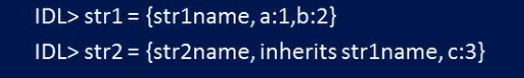 IDL> str1 = {str1name, a:1,b:2}
IDL> str2 = {str2name, inherits str1name, c:3}